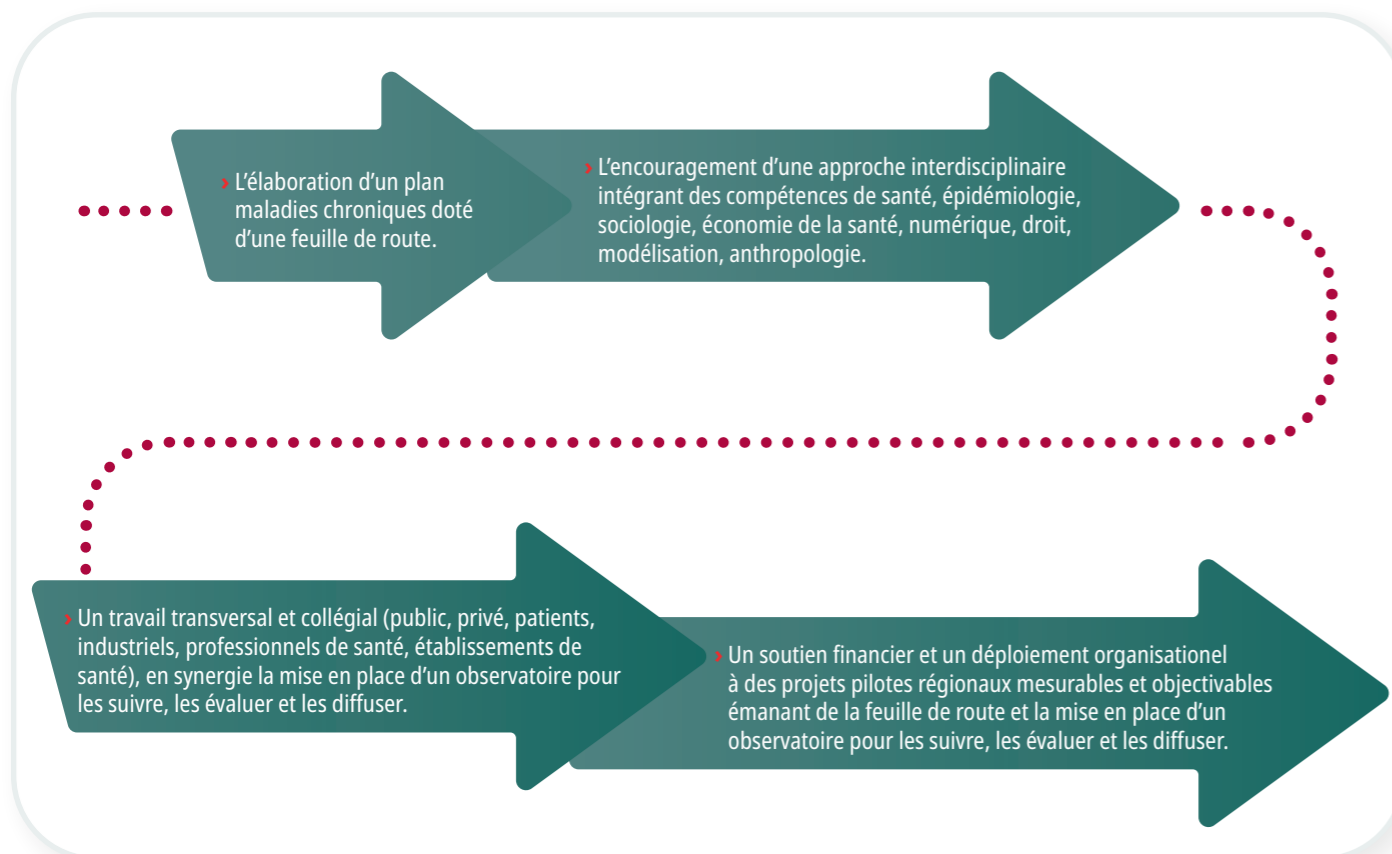 › L’élaboration d’un plan
maladies chroniques doté
d’une feuille de route.
› L’encouragement d’une approche interdisciplinaire
intégrant des compétences de santé, épidémiologie,
sociologie, économie de la santé, numérique, droit,
modélisation, anthropologie.
› Un travail transversal et collégial (public, privé, patients,
industriels, professionnels de santé, établissements de
santé), en synergie la mise en place d’un observatoire pour
les suivre, les évaluer et les diffuser.
› Un soutien financier et un déploiement organisationel
à des projets pilotes régionaux mesurables et objectivables
émanant de la feuille de route et la mise en place d’un
observatoire pour les suivre, les évaluer et les diffuser.